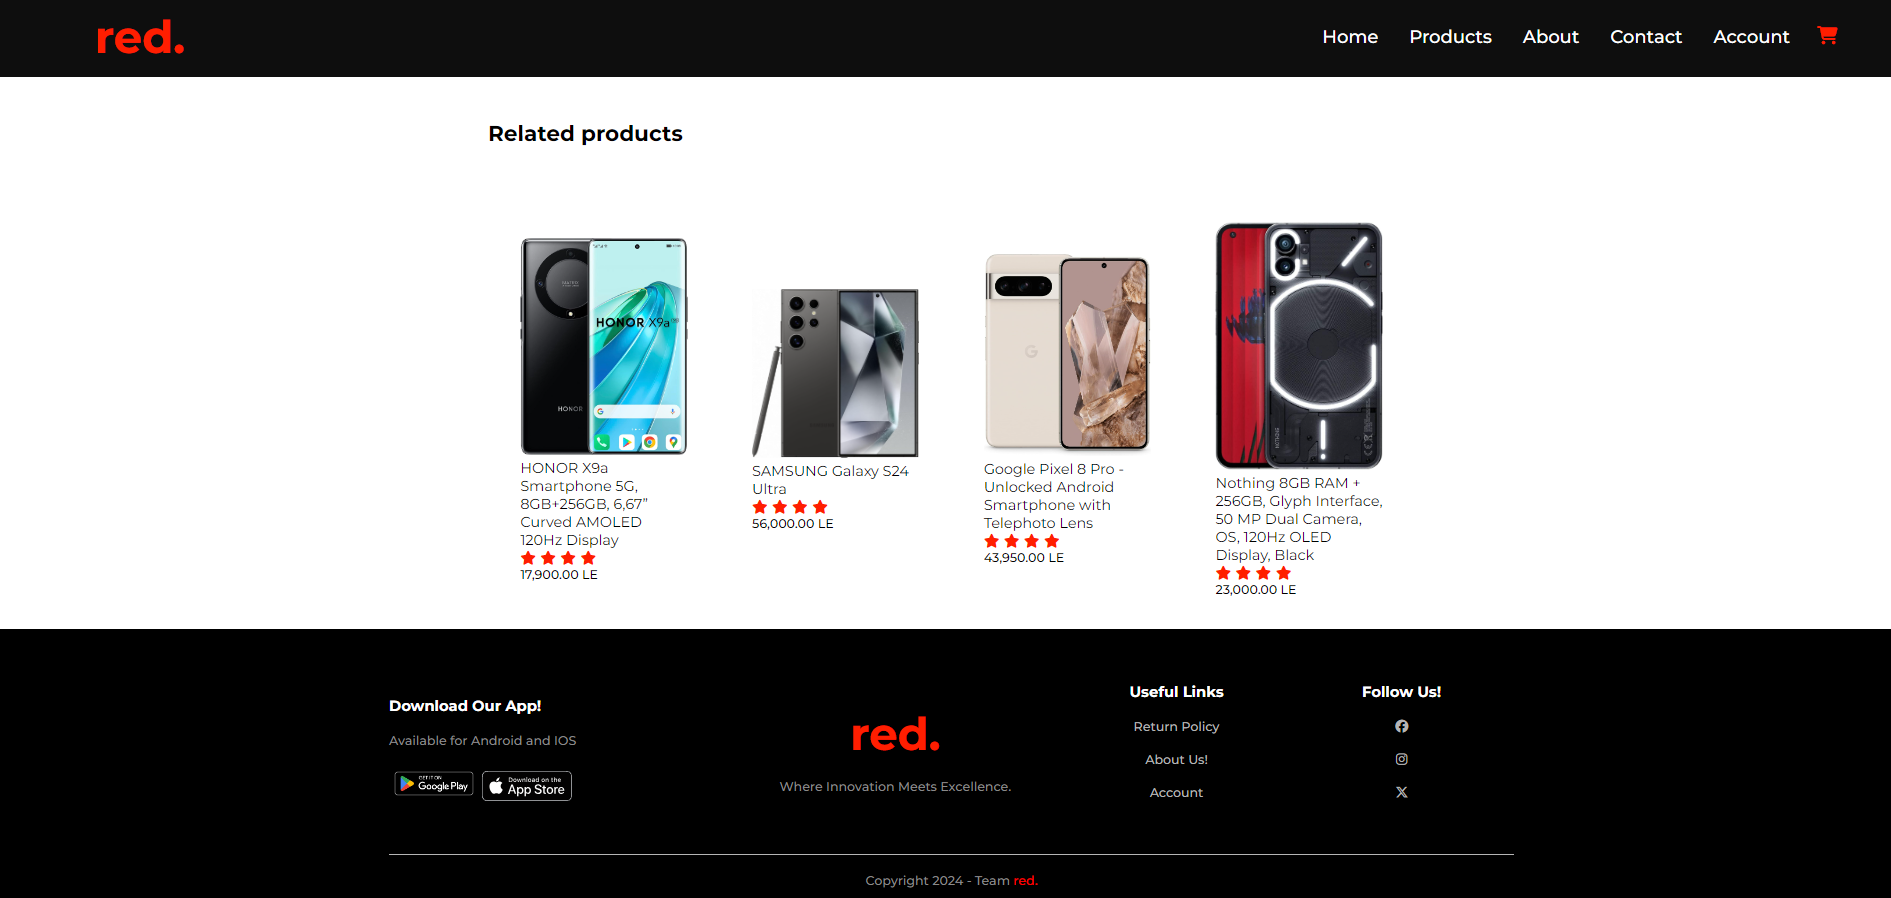 red.
Home Products About Contact Account
Related products
HONOR X9a
HONOR
HONOR X9a
Smartphone 5G,
8GB+256GB, 6,67”
Curved AMOLED
120Hz Display
17,900.00 LE
SAMSUNG Galaxy S24
Ultra
56,000.00 LE
G
Google Pixel 8 Pro -
Unlocked Android
Smartphone with
Telephoto Lens
43,950.00 LE
Nothing 8GB RAM +
256GB, Glyph Interface,
50 MP Dual Camera,
OS, 120Hz OLED
Display, Black
23,000.00 LE
Download Our App!
Available for Android and IOS
GET IT ON
Google Play
Download on the
App Store
red.
Where Innovation Meets Excellence.
Useful Links
Return Policy
About Us!
Account
Follow Us!
Copyright 2024 - Team red.